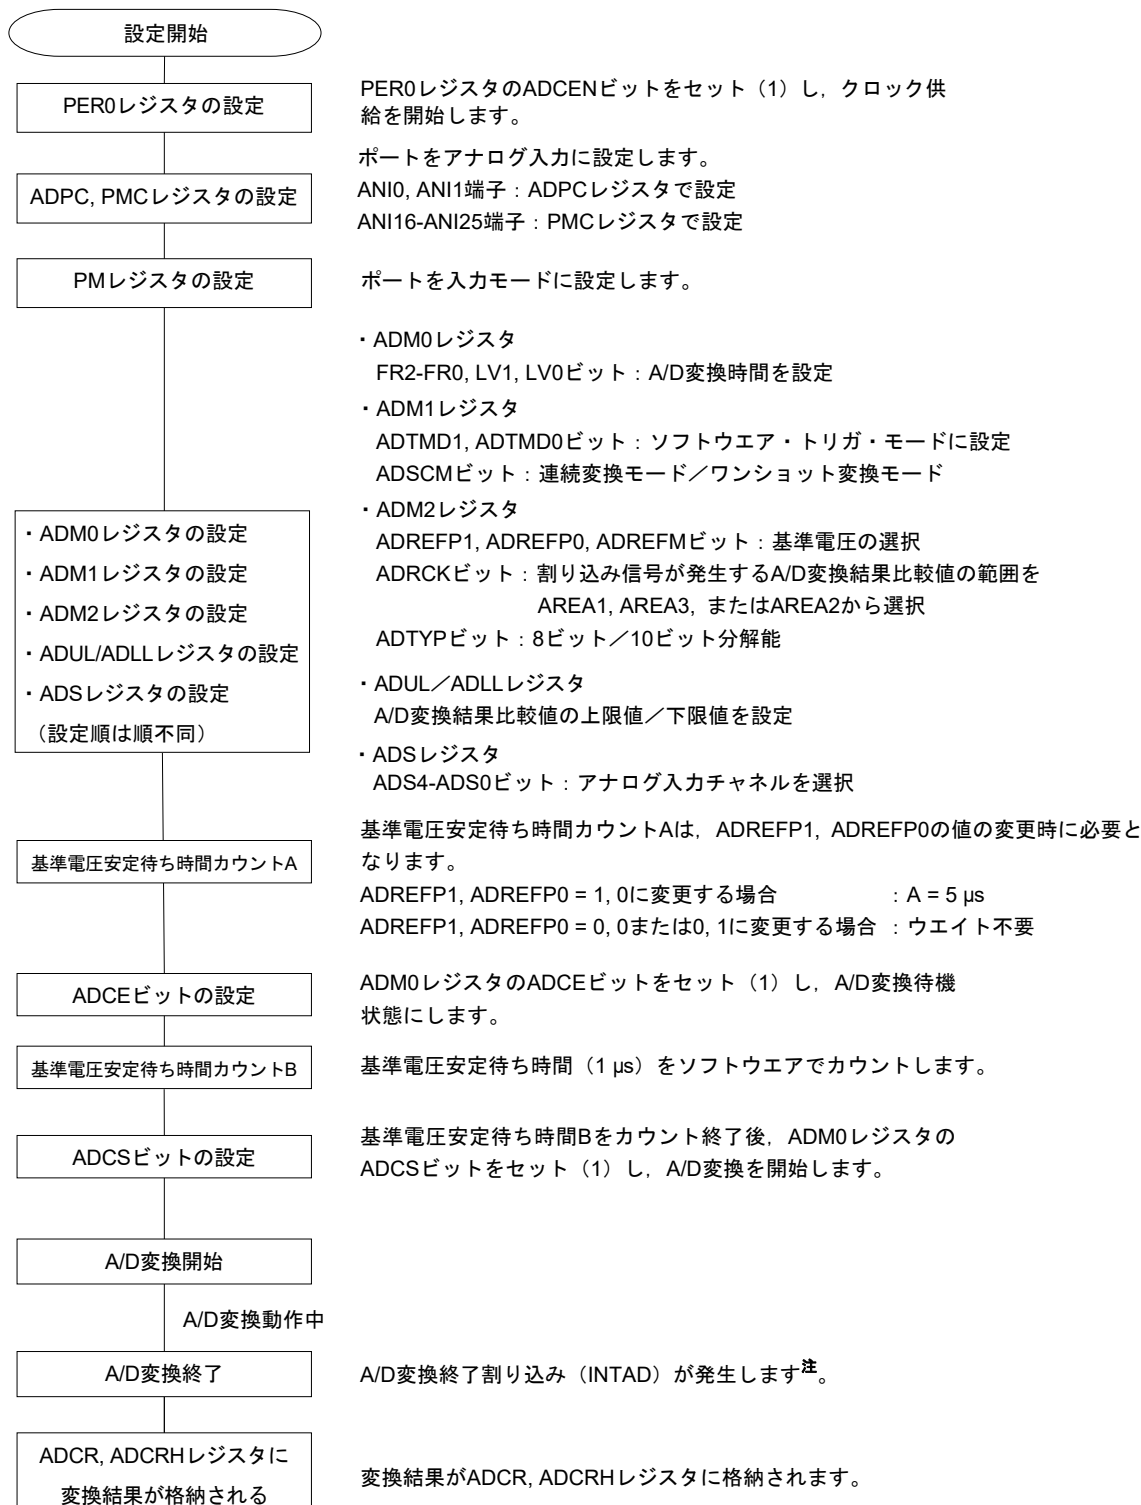 設定開始
PER0レジスタの設定
PER0レジスタのADCENビットをセット（1）し，クロック供
給を開始します。
ADPC, PMCレジスタの設定
ポートをアナログ入力に設定します。
ANI0, ANI1端子：ADPCレジスタで設定
ANI16-ANI25端子：PMCレジスタで設定
PMレジスタの設定
ポートを入力モードに設定します。
・ADM0レジスタの設定
・ADM1レジスタの設定
・ADM2レジスタの設定
・ADUL/ADLLレジスタの設定
・ADSレジスタの設定
（設定順は順不同）
・ADM0レジスタ
FR2-FR0, LV1, LV0ビット：A/D変換時間を設定
・ADM1レジスタ
ADTMD1, ADTMD0ビット：ソフトウエア・トリガ・モードに設定
ADSCMビット：連続変換モード／ワンショット変換モード
・ADM2レジスタ
ADREFP1, ADREFP0, ADREFMビット：基準電圧の選択
ADRCKビット：割り込み信号が発生するA/D変換結果比較値の範囲を
AREA1, AREA3, またはAREA2から選択
ADTYPビット：8ビット／10ビット分解能
・ADUL／ADLLレジスタ
A/D変換結果比較値の上限値／下限値を設定
・ADSレジスタ
ADS4-ADS0ビット：アナログ入力チャネルを選択
基準電圧安定待ち時間カウントA
基準電圧安定待ち時間カウントAは，ADREFP1, ADREFP0の値の変更時に必要と
なります。
ADREFP1, ADREFP0 = 1, 0に変更する場合 ：A = 5 µs
ADREFP1, ADREFP0 = 0, 0または0, 1に変更する場合 ：ウエイト不要
ADCEビットの設定
ADM0レジスタのADCEビットをセット（1）し，A/D変換待機
状態にします。
基準電圧安定待ち時間カウントB
基準電圧安定待ち時間（1 µs）をソフトウエアでカウントします。
ADCSビットの設定
基準電圧安定待ち時間Bをカウント終了後，ADM0レジスタの
ADCSビットをセット（1）し，A/D変換を開始します。
A/D変換開始
A/D変換動作中
A/D変換終了
A/D変換終了割り込み（INTAD）が発生します注。
ADCR, ADCRHレジスタに
変換結果が格納される
変換結果がADCR, ADCRHレジスタに格納されます。